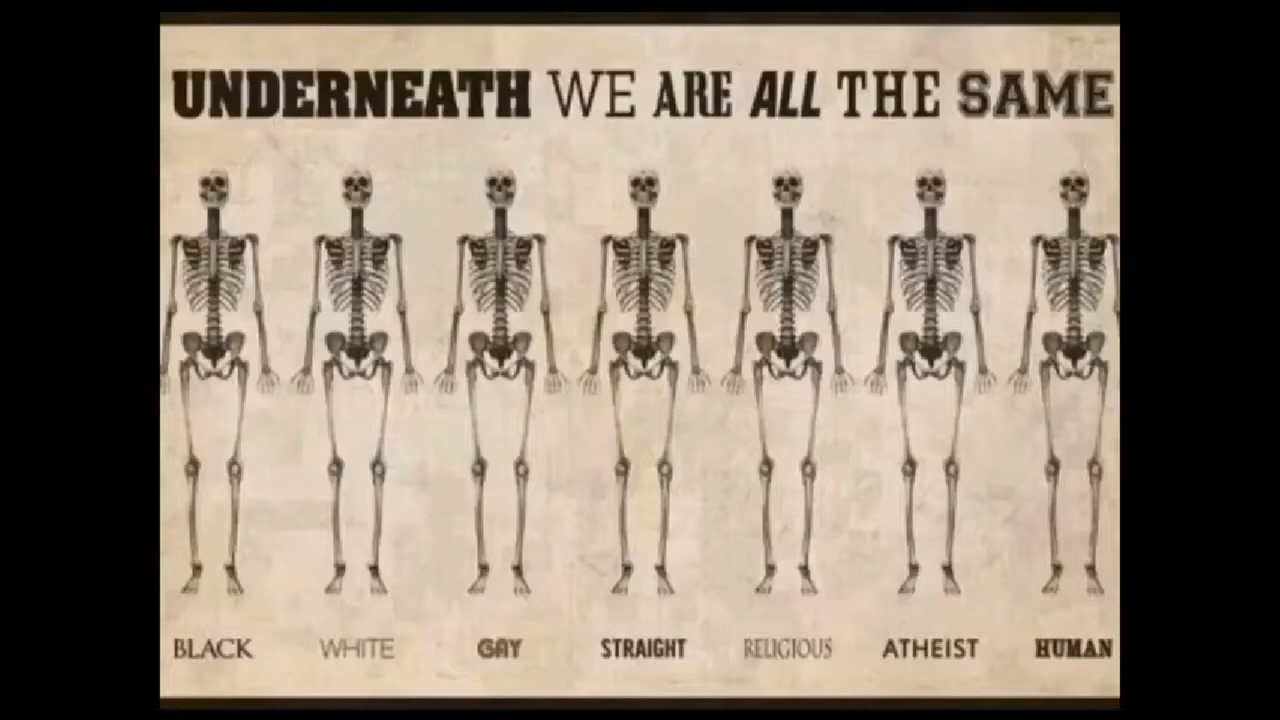 UNDERNEATH WE ARE ALL THE SAME
BLACK WHITE GAY STRAIGHT RELIGIOUS ATHEIST HUMAN